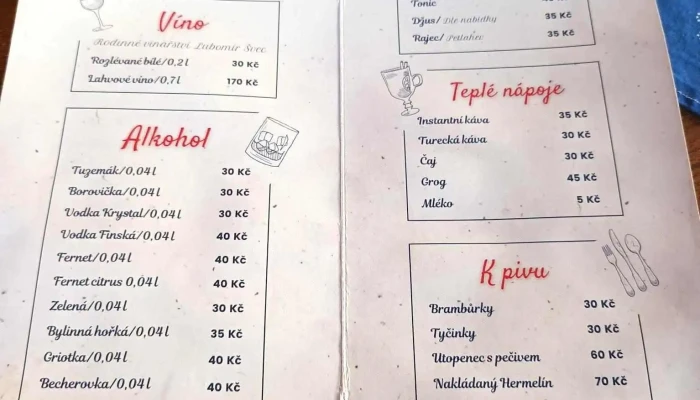 Víno
Rodinné vinařství Lubomír Švec
Rozlévané bílé/0,2l 30 Kč
Lahvové víno/0,7l 170 Kč
Alkohol
Tuzemák/0,04l 30 Kč
Borovička/0,04l 30 Kč
Vodka Krystal/0,04l 30 Kč
Vodka Finská/0,04l 40 Kč
Fernet/0,04l 40 Kč
Fernet citrus 0,04l 40 Kč
Zelená/0,04l 30 Kč
Bylinná hořká/0,04l 35 Kč
Griotka/0,04l 40 Kč
Becherovka/0,04l 40 Kč
Tonic
Džus/ Dle nabídky 35 Kč
Rajec/ 35 Kč
Teplé nápoje
Instantní káva 35 Kč
Turecká káva 30 Kč
Čaj 30 Kč
Grog 45 Kč
Mléko 5 Kč
K pivu
Brambůrky 30 Kč
Tyčinky 30 Kč
Utopenec s pečivem 60 Kč
Nakládaný Hermelín 70 Kč